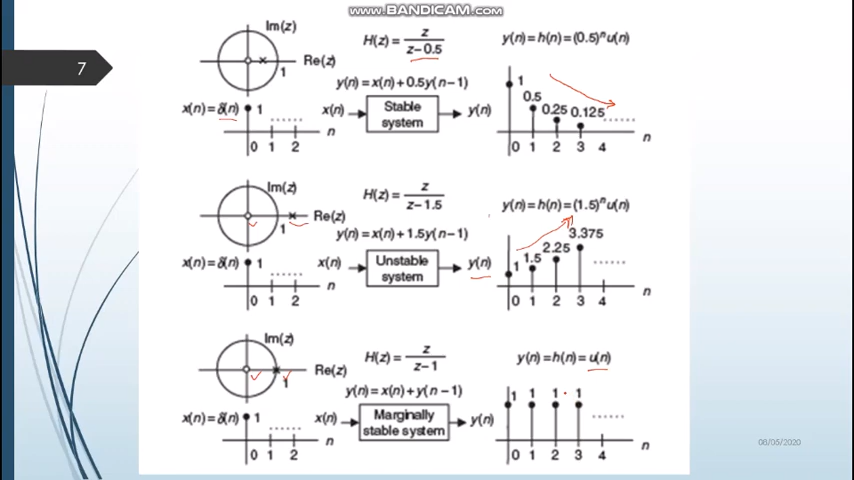 www.BANDICAM.com
7
Im(z)
Re(z)
1
H(z) = z / z-0.5
y(n) = h(n) = (0.5)ⁿ u(n)
y(n) = x(n) + 0.5y(n-1)
x(n) = δ(n) 1
x(n) Stable system y(n)
1 0.5 0.25 0.125 ......
...... n
0 1 2
0 1 2 3 4 n
Im(z)
Re(z)
1
H(z) = z / z-1.5
y(n) = h(n) = (1.5)ⁿ u(n)
y(n) = x(n) + 1.5y(n-1)
x(n) = δ(n) 1
x(n) Unstable system y(n)
1 1.5 2.25 3.375 ......
...... n
0 1 2
0 1 2 3 4 n
Im(z)
Re(z)
1
H(z) = z / z-1
y(n) = h(n) = u(n)
y(n) = x(n) + y(n-1)
x(n) = δ(n) 1
x(n) Marginally stable system y(n)
1 1 1 1 ......
...... n
0 1 2
0 1 2 3 4 n
08/05/2020